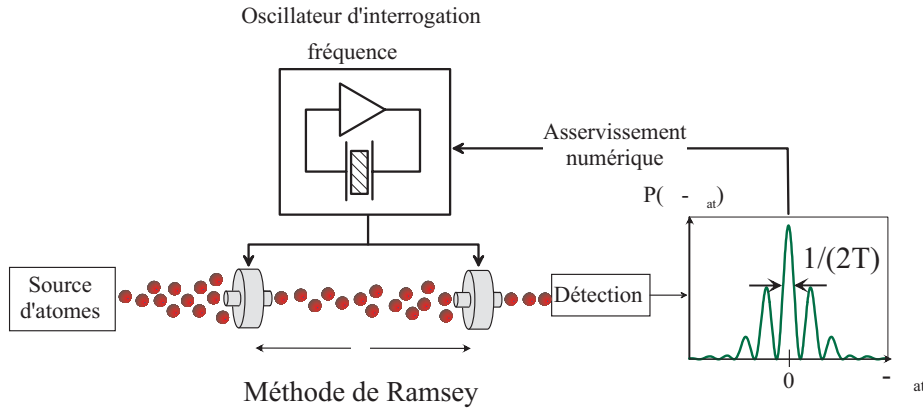 Oscillateur d'interrogation
fréquence
Asservissement
numérique
P( - at)
1/(2T)
Source
d'atomes
Détection
0
- at
Méthode de Ramsey